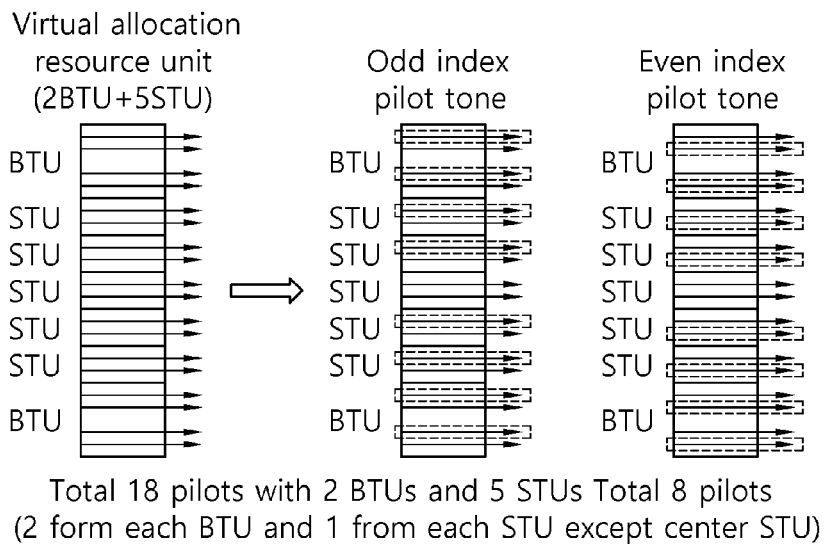 Virtual allocation
resource unit
(2BTU+5STU)
Odd index
pilot tone
Even index
pilot tone
BTU
STU
STU
STU
STU
STU
BTU
BTU
STU
STU
STU
STU
STU
BTU
BTU
STU
STU
STU
STU
STU
BTU
Total 18 pilots with 2 BTUs and 5 STUs Total 8 pilots
(2 form each BTU and 1 from each STU except center STU)